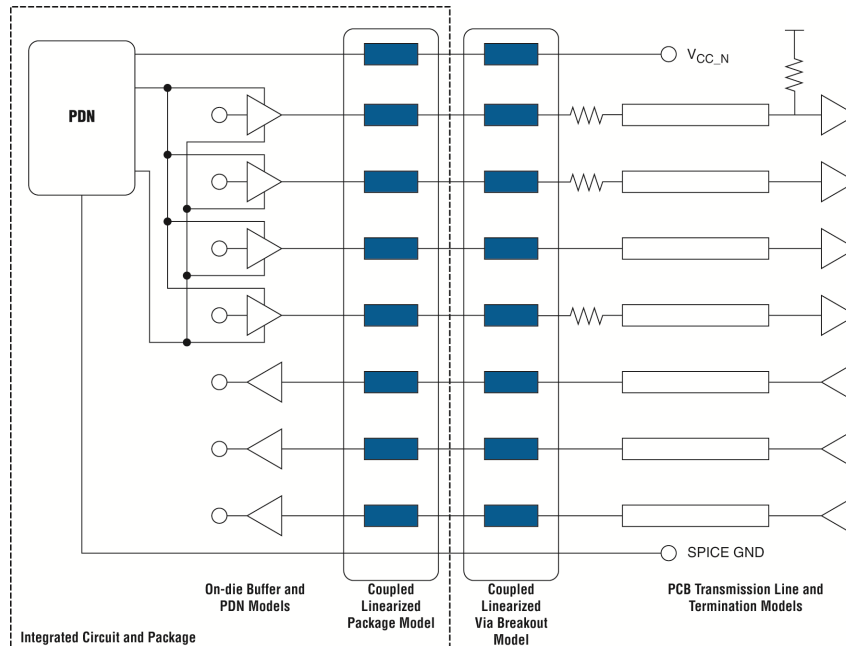 V_CC_N
PDN
SPICE GND
On-die Buffer and
PDN Models
Coupled
Linearized
Package Model
Coupled
Linearized
Via Breakout
Model
PCB Transmission Line and
Termination Models
Integrated Circuit and Package